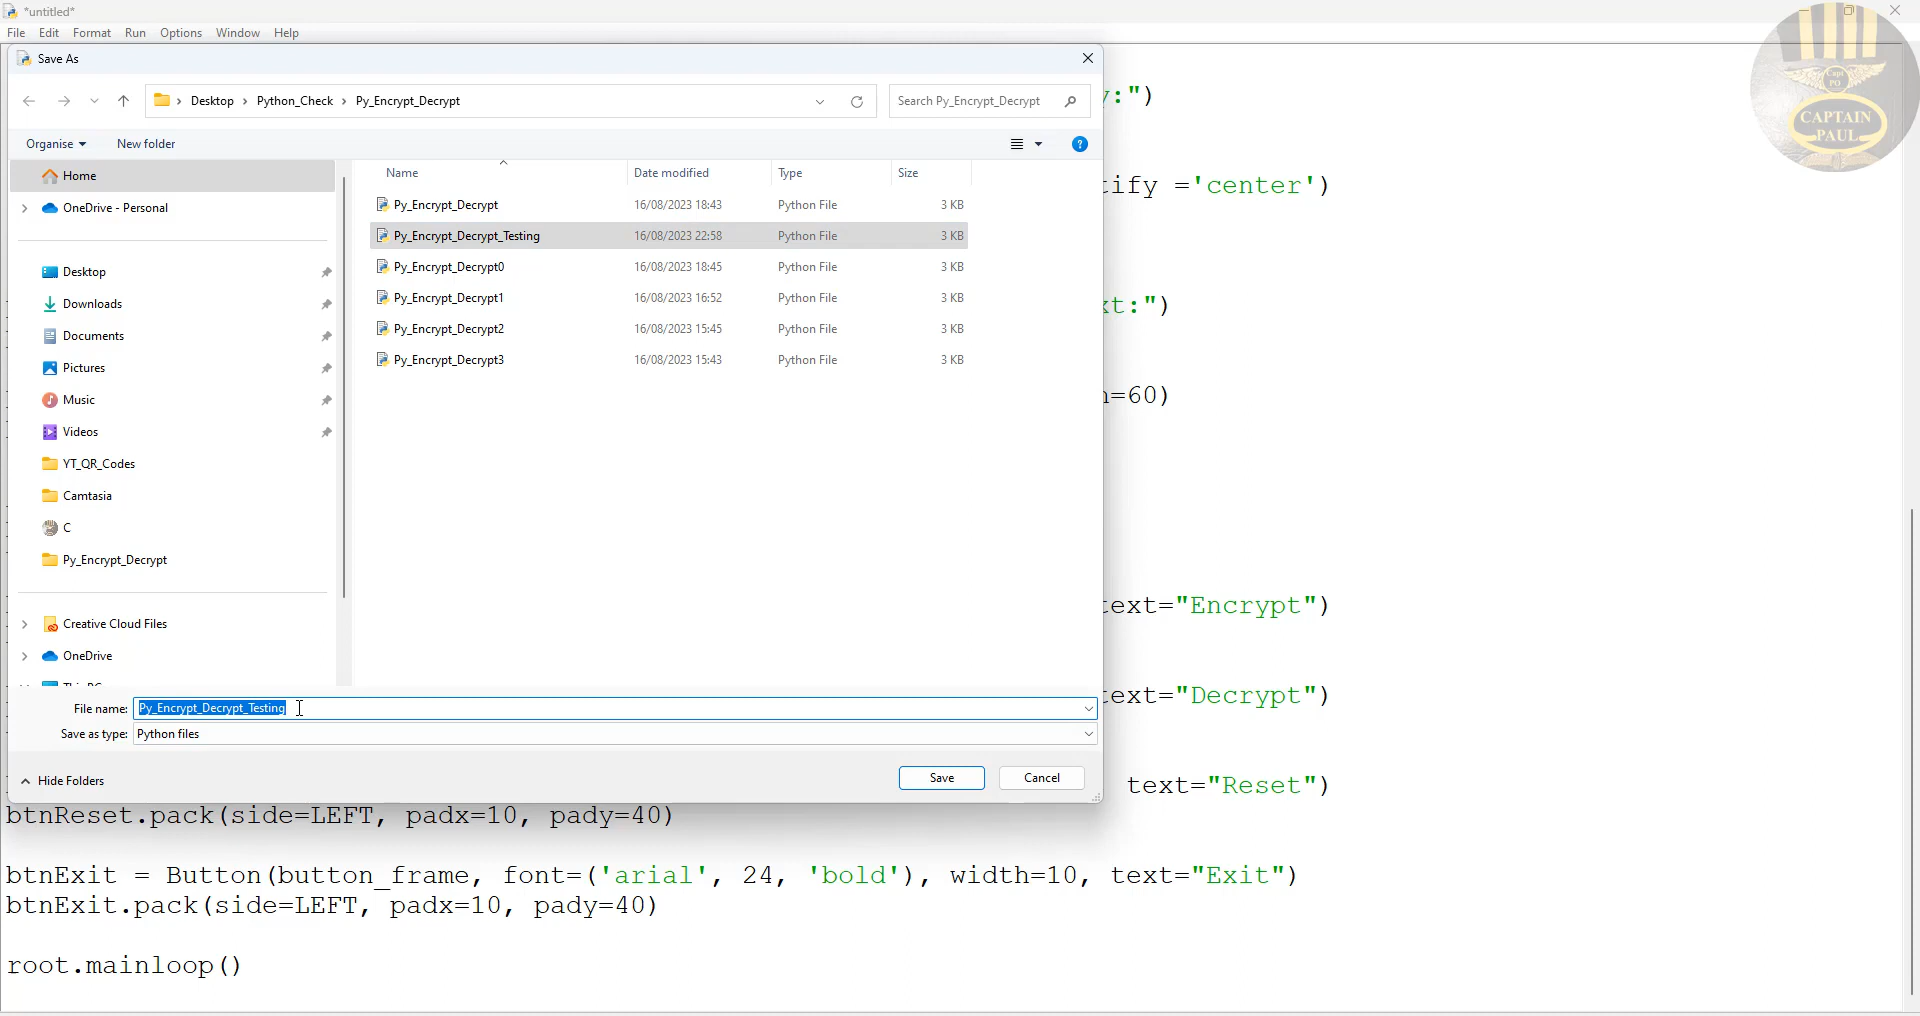 *untitled*
File Edit Format Run Options Window Help
Save As
Desktop > Python_Check > Py_Encrypt_Decrypt
Search Py_Encrypt_Decrypt
Organise
New folder
Home
OneDrive - Personal
Desktop
Downloads
Documents
Pictures
Music
Videos
YT_QR_Codes
Camtasia
C
Py_Encrypt_Decrypt
Creative Cloud Files
OneDrive
Name Date modified Type Size
Py_Encrypt_Decrypt 16/08/2023 18:43 Python File 3 KB
Py_Encrypt_Decrypt_Testing 16/08/2023 22:58 Python File 3 KB
Py_Encrypt_Decrypt0 16/08/2023 18:45 Python File 3 KB
Py_Encrypt_Decrypt1 16/08/2023 16:52 Python File 3 KB
Py_Encrypt_Decrypt2 16/08/2023 15:45 Python File 3 KB
Py_Encrypt_Decrypt3 16/08/2023 15:43 Python File 3 KB
File name: Py_Encrypt_Decrypt_Testing
Save as type: Python files
Hide Folders
Save
Cancel
y:")
tify ='center')
xt:")
h=60)
text="Encrypt")
text="Decrypt")
text="Reset")
btnReset.pack(side=LEFT, padx=10, pady=40)
btnExit = Button(button_frame, font=('arial', 24, 'bold'), width=10, text="Exit")
btnExit.pack(side=LEFT, padx=10, pady=40)
root.mainloop()
Capt
PO
CAPTAIN
PAUL